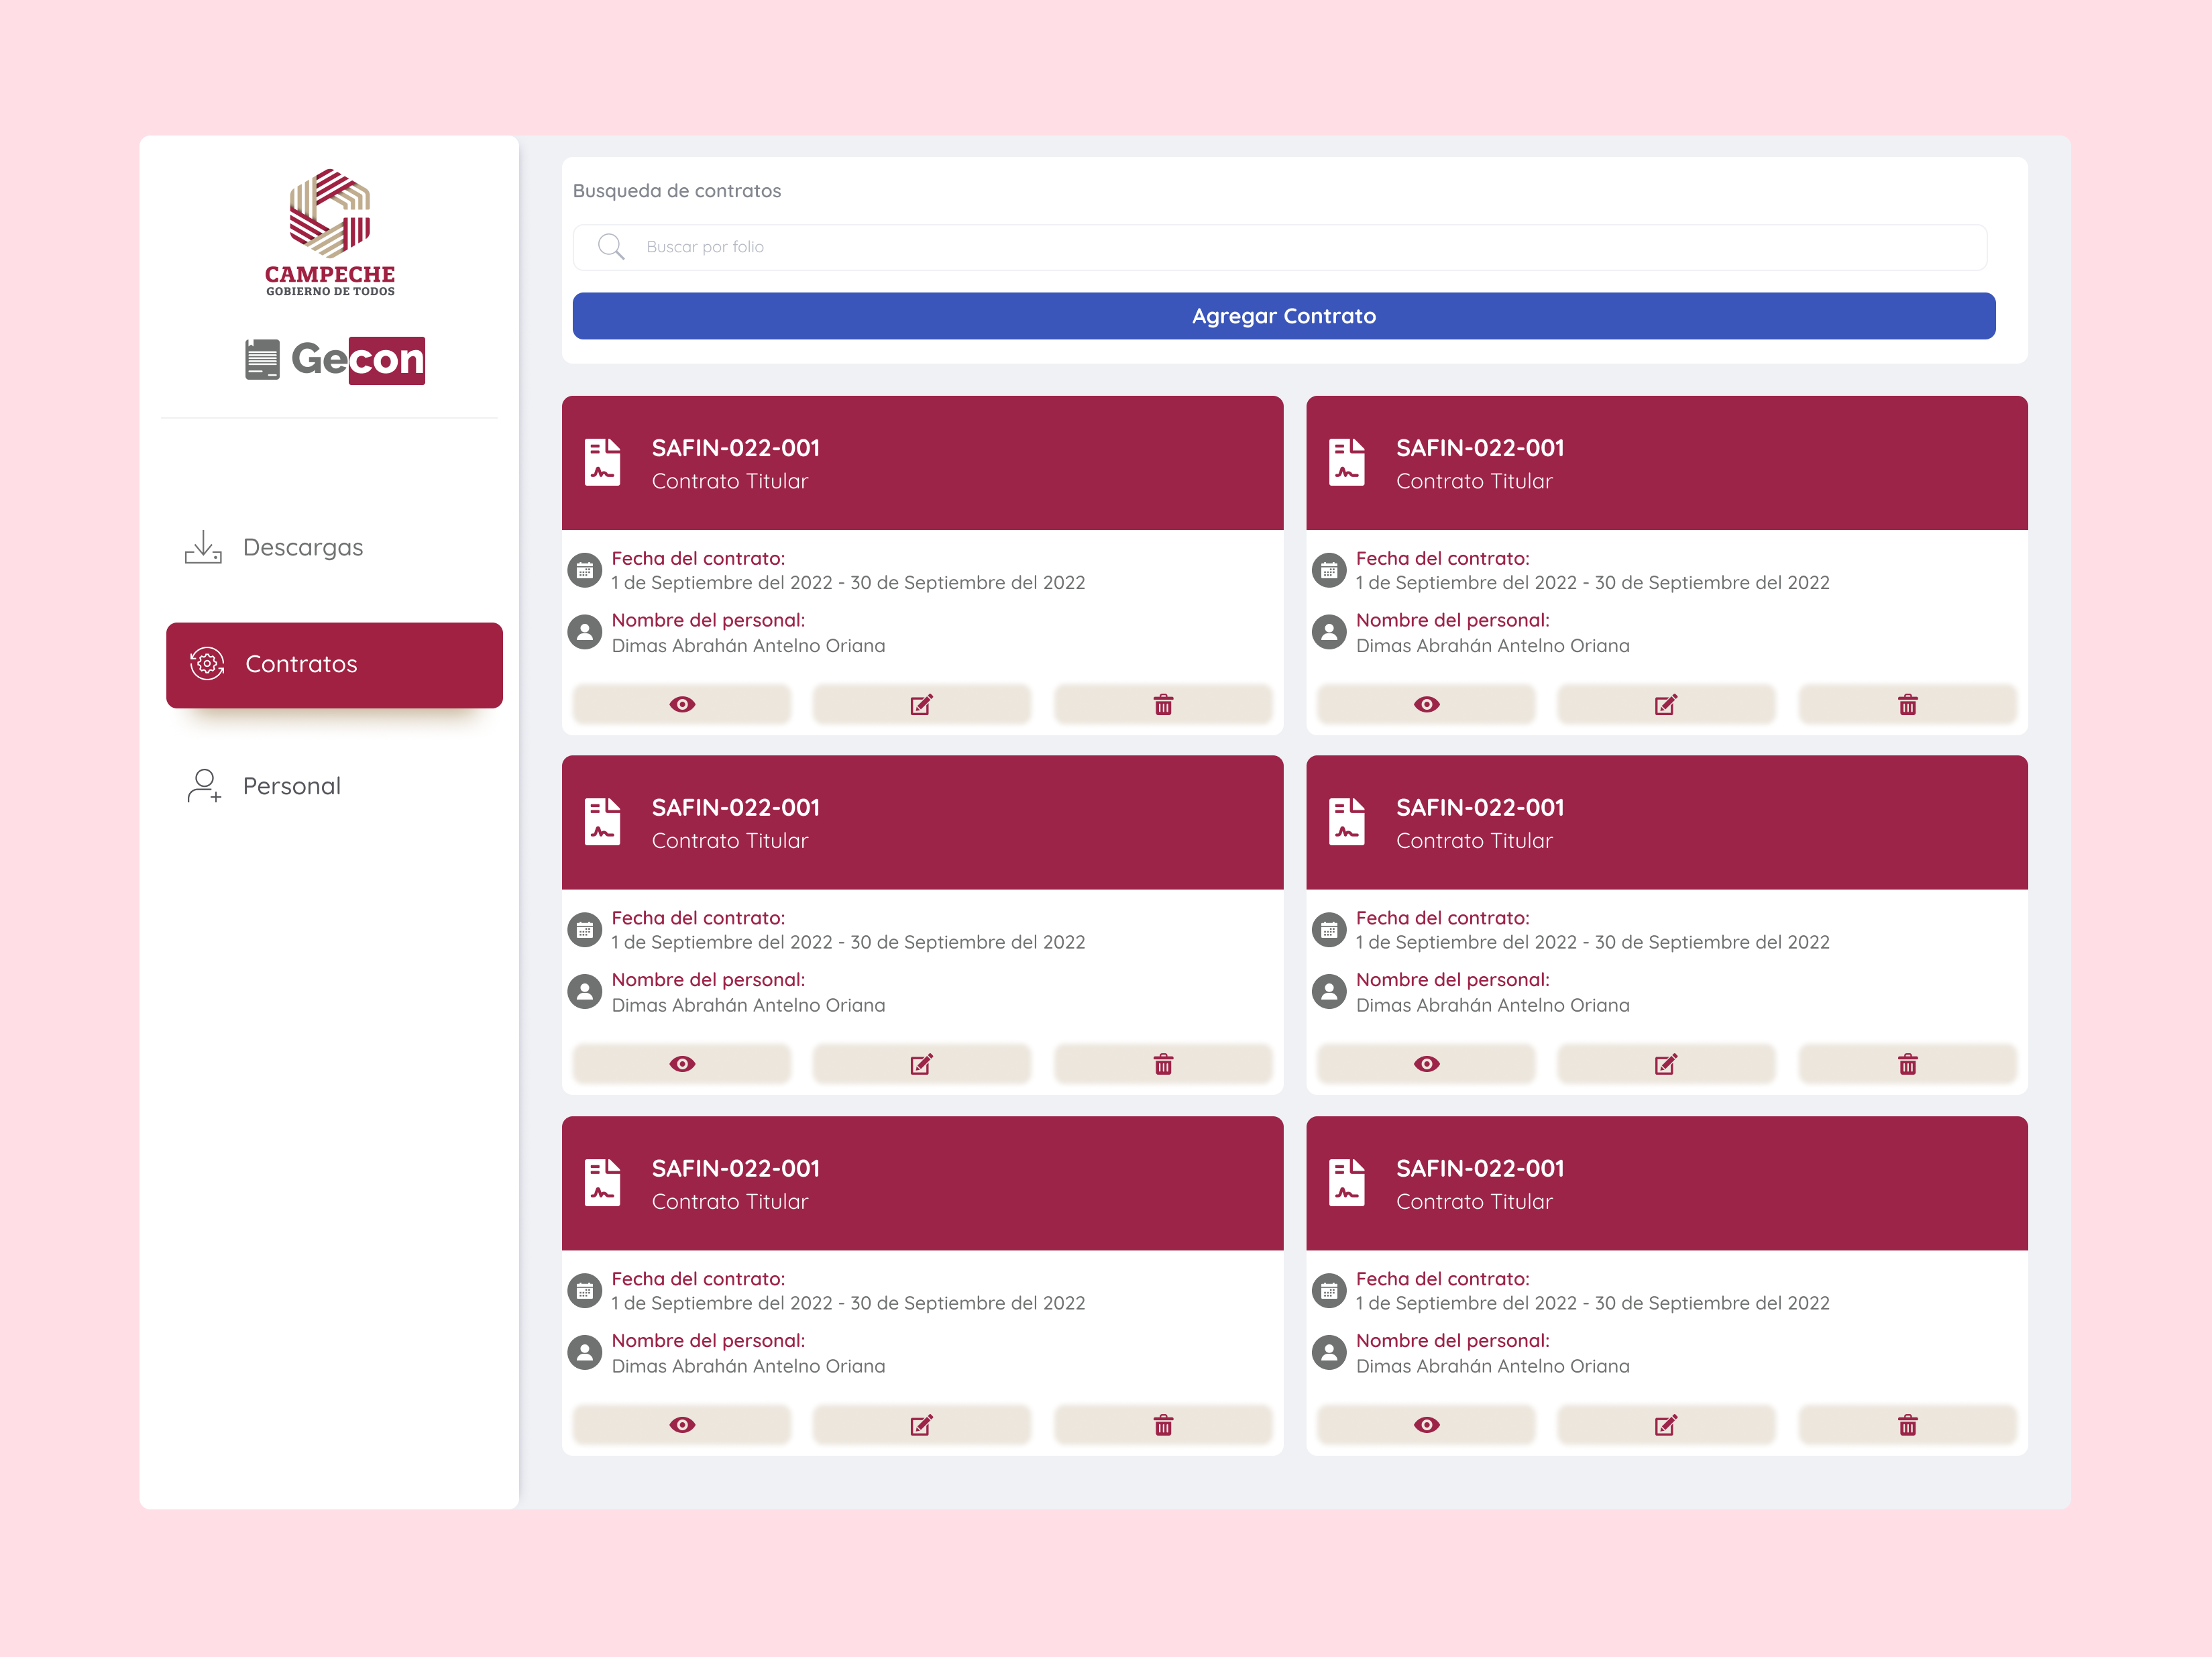 CAMPECHE
GOBIERNO DE TODOS
Gecon
Descargas
Contratos
Personal
Busqueda de contratos
Buscar por folio
Agregar Contrato
SAFIN-022-001
Contrato Titular
Fecha del contrato:
1 de Septiembre del 2022 - 30 de Septiembre del 2022
Nombre del personal:
Dimas Abrahán Antelno Oriana
SAFIN-022-001
Contrato Titular
Fecha del contrato:
1 de Septiembre del 2022 - 30 de Septiembre del 2022
Nombre del personal:
Dimas Abrahán Antelno Oriana
SAFIN-022-001
Contrato Titular
Fecha del contrato:
1 de Septiembre del 2022 - 30 de Septiembre del 2022
Nombre del personal:
Dimas Abrahán Antelno Oriana
SAFIN-022-001
Contrato Titular
Fecha del contrato:
1 de Septiembre del 2022 - 30 de Septiembre del 2022
Nombre del personal:
Dimas Abrahán Antelno Oriana
SAFIN-022-001
Contrato Titular
Fecha del contrato:
1 de Septiembre del 2022 - 30 de Septiembre del 2022
Nombre del personal:
Dimas Abrahán Antelno Oriana
SAFIN-022-001
Contrato Titular
Fecha del contrato:
1 de Septiembre del 2022 - 30 de Septiembre del 2022
Nombre del personal:
Dimas Abrahán Antelno Oriana